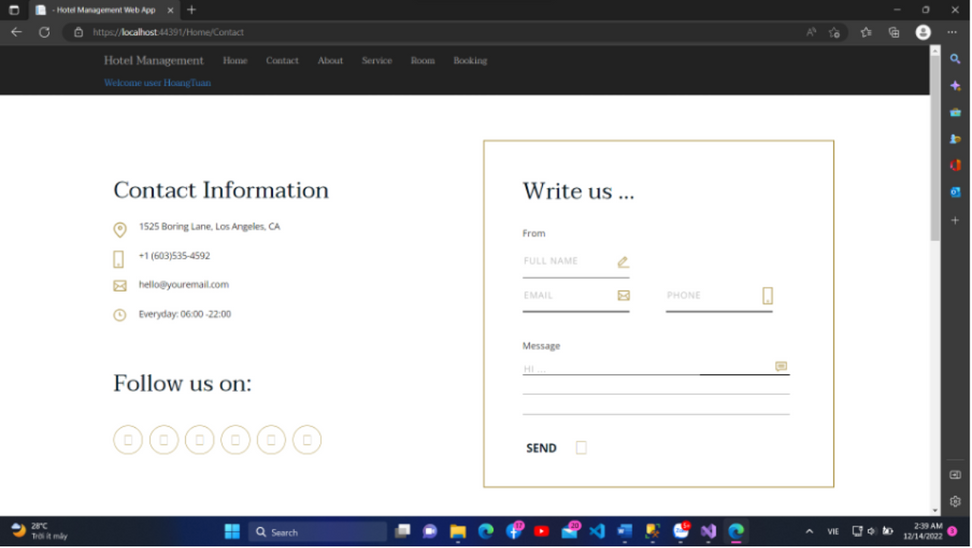 - Hotel Management Web App
https://localhost:44391/Home/Contact
Hotel Management Home Contact About Service Room Booking
Welcome user HoangTuan
Contact Information
1525 Boring Lane, Los Angeles, CA
+1 (603)535-4592
hello@youremail.com
Everyday: 06:00 -22:00
Follow us on:
Write us ...
From
FULL NAME
EMAIL PHONE
Message
HI ...
SEND
28°C
Trời ít mây
Search
17
20
VIE
2:39 AM
12/14/2022